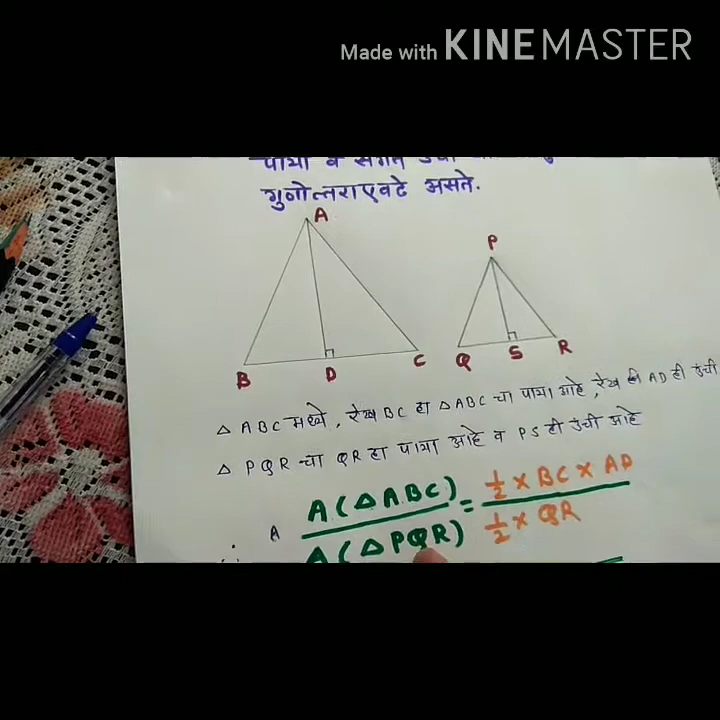 Made with KINEMASTER
पाया व संगत
गुणोत्तराएवढे असते.
A
P
B D C
Q S R
△ ABC मध्ये, रेख BC हा △ABC चा पाया आहे, रेख AD ही उंची
△ PQR चा QR हा पाया आहे व PS ही उंची आहे
A(△ABC) = ½ × BC × AD
∴ A
A(△PQR) ½ × QR